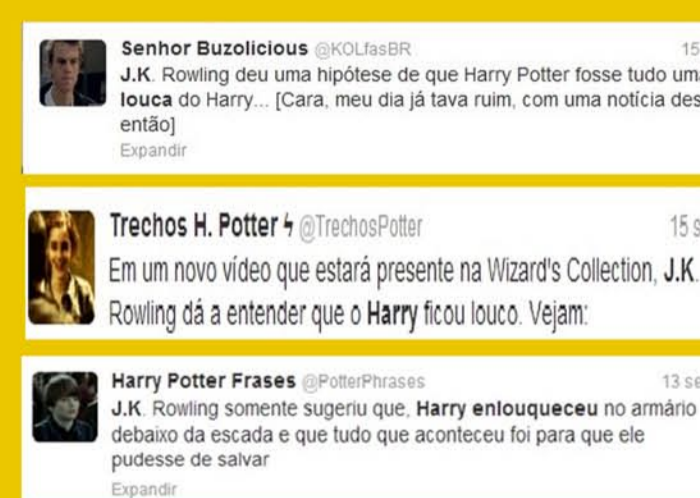 Senhor Buzolicious @KOLfasBR 15
J.K. Rowling deu uma hipótese de que Harry Potter fosse tudo um
louca do Harry... [Cara, meu dia já tava ruim, com uma notícia des
então]
Expandir
Trechos H. Potter ϟ @TrechosPotter 15 s
Em um novo vídeo que estará presente na Wizard's Collection, J.K.
Rowling dá a entender que o Harry ficou louco. Vejam:
Harry Potter Frases @PotterPhrases 13 se
J.K. Rowling somente sugeriu que, Harry enlouqueceu no armário
debaixo da escada e que tudo que aconteceu foi para que ele
pudesse de salvar
Expandir